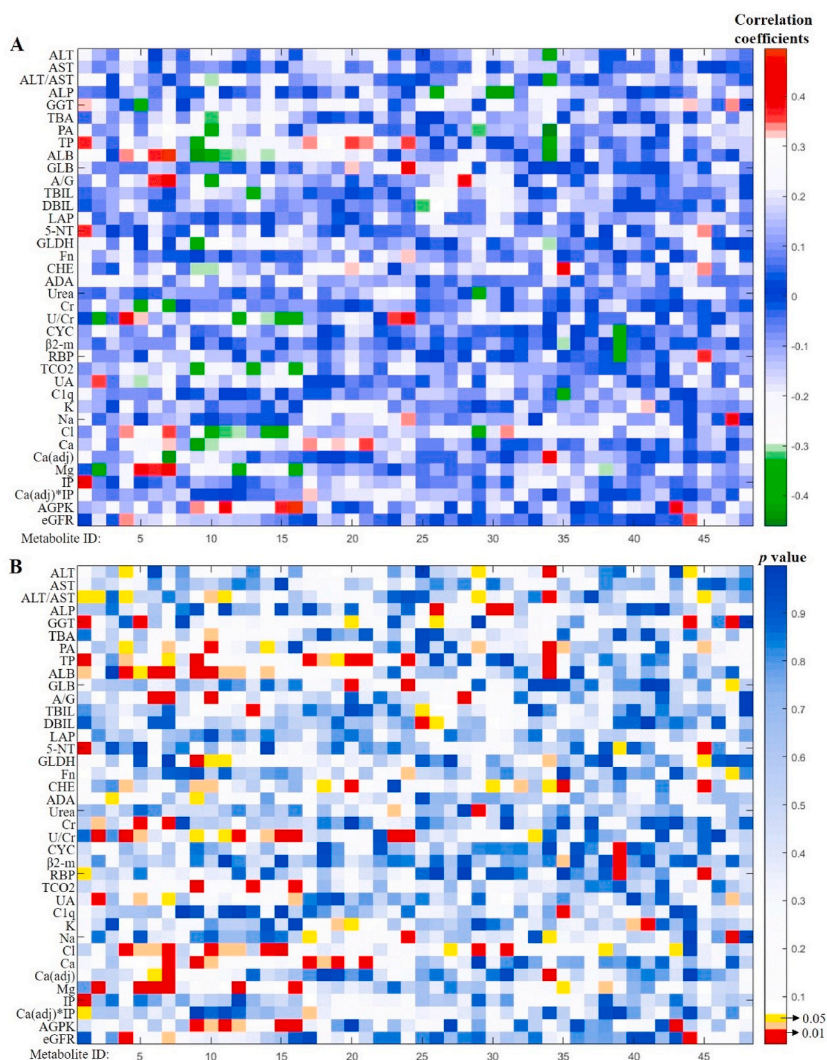 Correlation
coefficients
A
ALT
AST
ALT/AST
ALP
GGT
TBA
PA
TP
ALB
GLB
A/G
TBIL
DBIL
LAP
5-NT
GLDH
Fn
CHE
ADA
Urea
Cr
U/Cr
CYC
β2-m
RBP
TCO2
UA
C1q
K
Na
Cl
Ca
Ca(adj)
Mg
IP
Ca(adj)*IP
AGPK
eGFR
0.4
0.3
0.2
0.1
0
-0.1
-0.2
-0.3
-0.4
Metabolite ID: 5 10 15 20 25 30 35 40 45
B
p value
ALT
AST
ALT/AST
ALP
GGT
TBA
PA
TP
ALB
GLB
A/G
TBIL
DBIL
LAP
5-NT
GLDH
Fn
CHE
ADA
Urea
Cr
U/Cr
CYC
β2-m
RBP
TCO2
UA
C1q
K
Na
Cl
Ca
Ca(adj)
Mg
IP
Ca(adj)*IP
AGPK
eGFR
0.9
0.8
0.7
0.6
0.5
0.4
0.3
0.2
0.1
0.05
0.01
Metabolite ID: 5 10 15 20 25 30 35 40 45